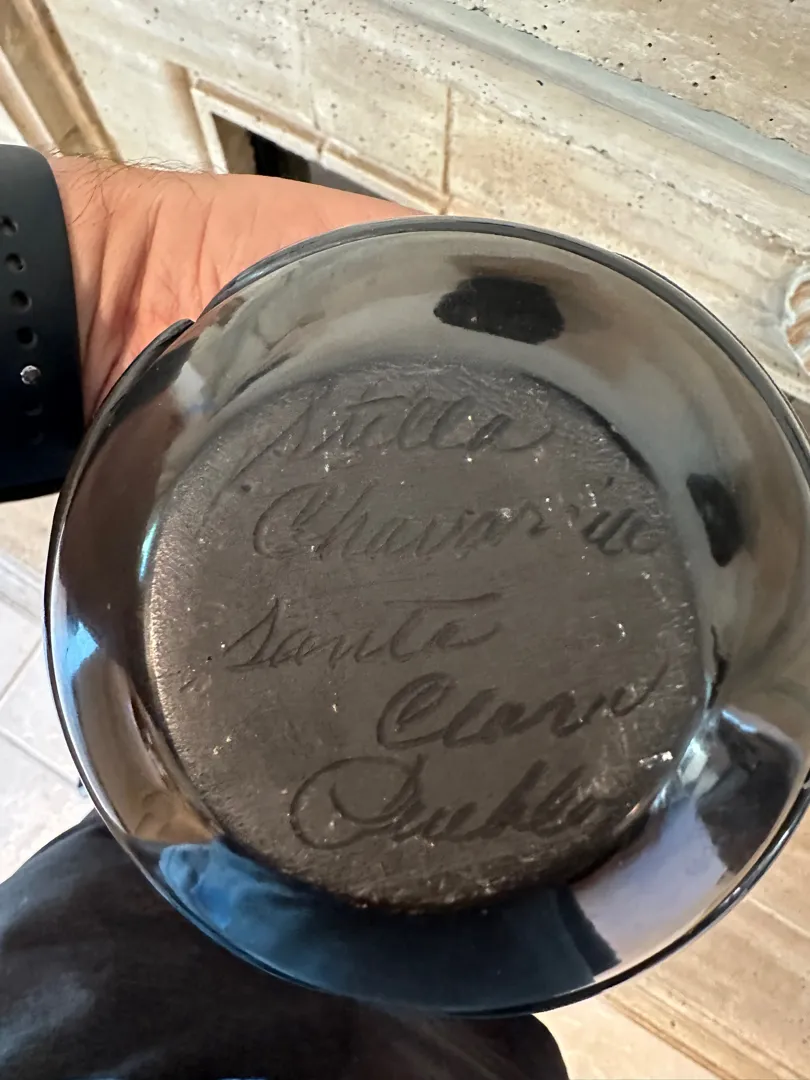 Stella
Chavarria
Santa
Clara
Pueblo